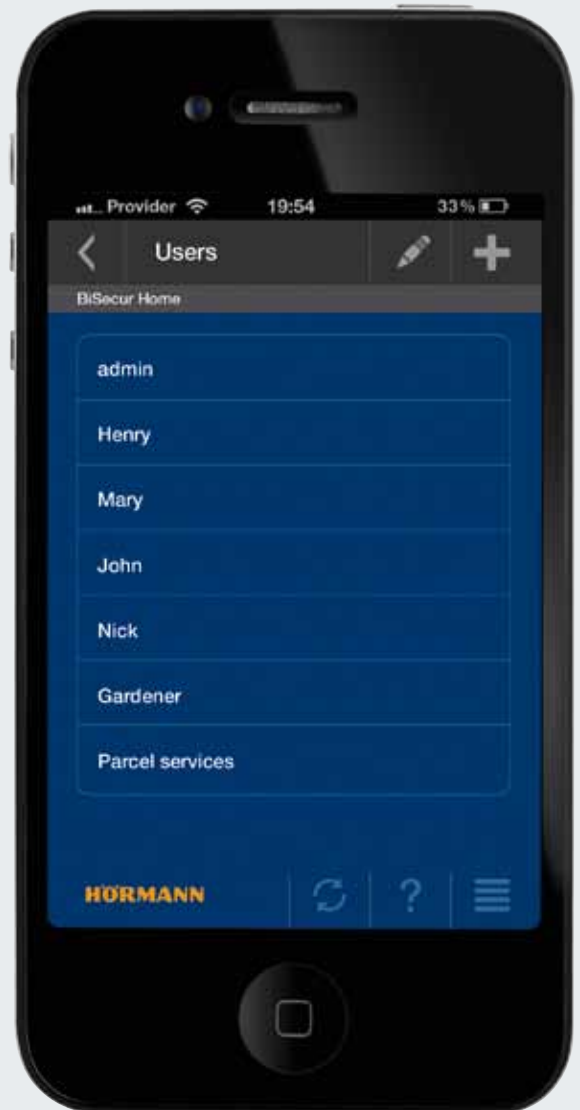 Provider 19:54 33%
Users
BiSecur Home
admin
Henry
Mary
John
Nick
Gardener
Parcel services
HÖRMANN ?